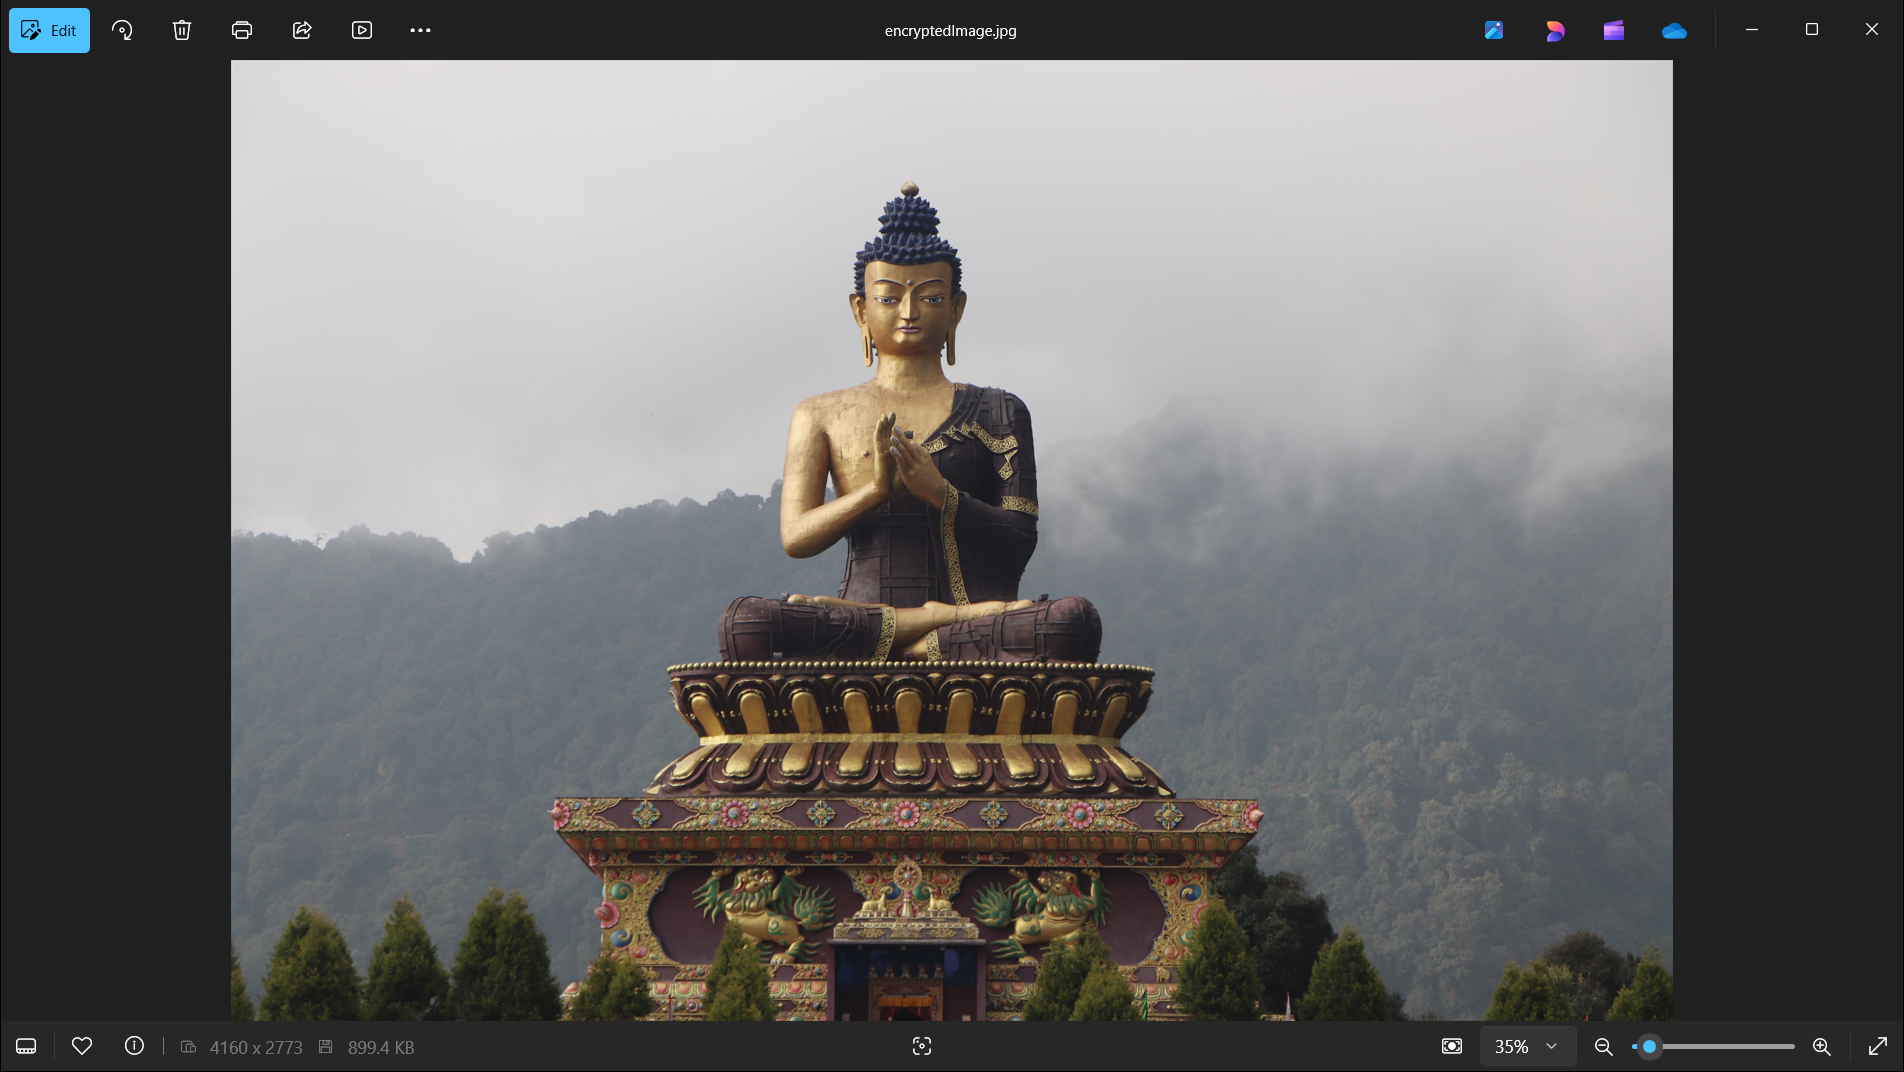 Edit
encryptedImage.jpg
4160 x 2773
899.4 KB
35%